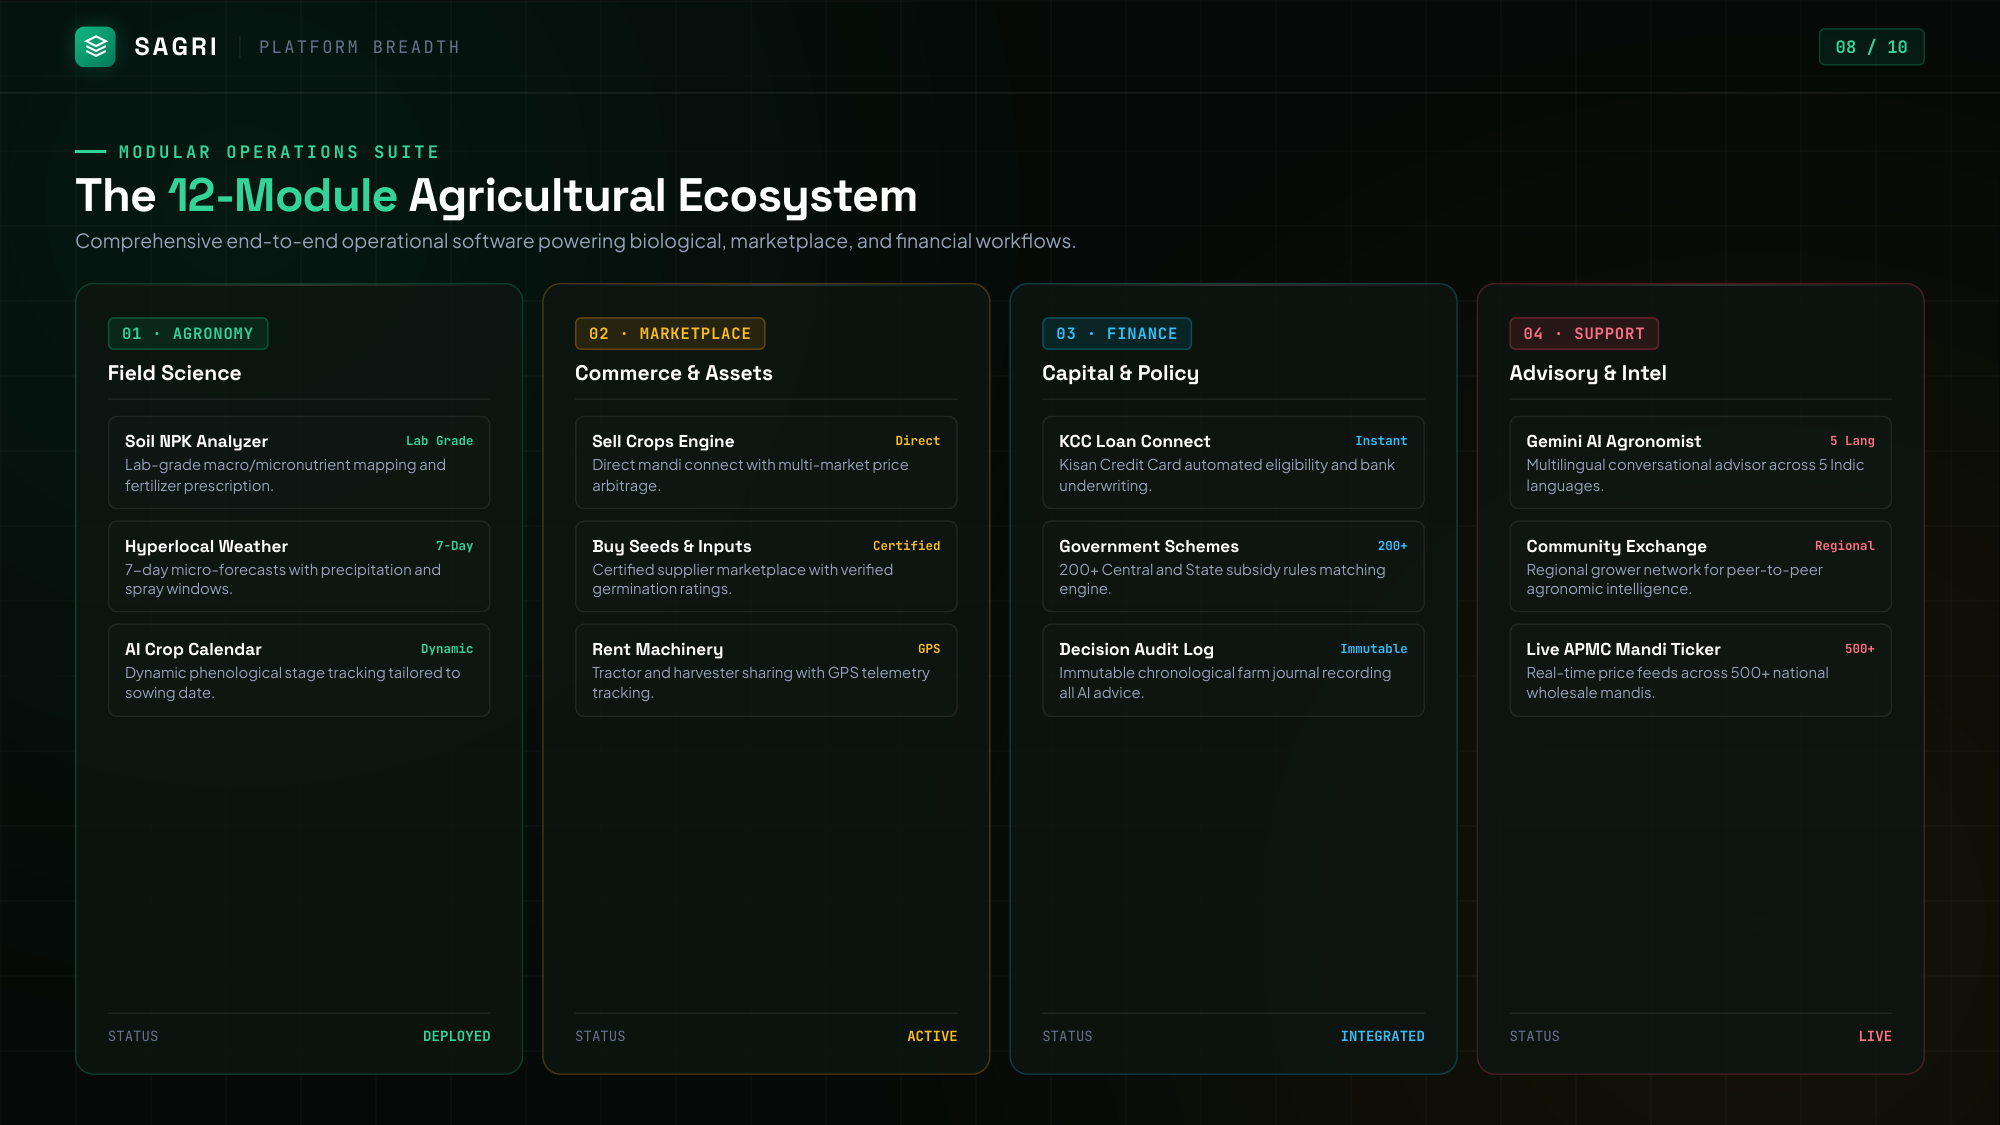 SAGRI
PLATFORM BREADTH
08 / 10
MODULAR OPERATIONS SUITE
The 12-Module Agricultural Ecosystem
Comprehensive end-to-end operational software powering biological, marketplace, and financial workflows.
01 · AGRONOMY
Field Science
Soil NPK Analyzer
Lab Grade
Lab-grade macro/micronutrient mapping and
fertilizer prescription.
Hyperlocal Weather
7-Day
7-day micro-forecasts with precipitation and
spray windows.
AI Crop Calendar
Dynamic
Dynamic phenological stage tracking tailored to
sowing date.
STATUS
DEPLOYED
02 · MARKETPLACE
Commerce & Assets
Sell Crops Engine
Direct
Direct mandi connect with multi-market price
arbitrage.
Buy Seeds & Inputs
Certified
Certified supplier marketplace with verified
germination ratings.
Rent Machinery
GPS
Tractor and harvester sharing with GPS telemetry
tracking.
STATUS
ACTIVE
03 · FINANCE
Capital & Policy
KCC Loan Connect
Instant
Kisan Credit Card automated eligibility and bank
underwriting.
Government Schemes
200+
200+ Central and State subsidy rules matching
engine.
Decision Audit Log
Immutable
Immutable chronological farm journal recording
all AI advice.
STATUS
INTEGRATED
04 · SUPPORT
Advisory & Intel
Gemini AI Agronomist
5 Lang
Multilingual conversational advisor across 5 Indic
languages.
Community Exchange
Regional
Regional grower network for peer-to-peer
agronomic intelligence.
Live APMC Mandi Ticker
500+
Real-time price feeds across 500+ national
wholesale mandis.
STATUS
LIVE